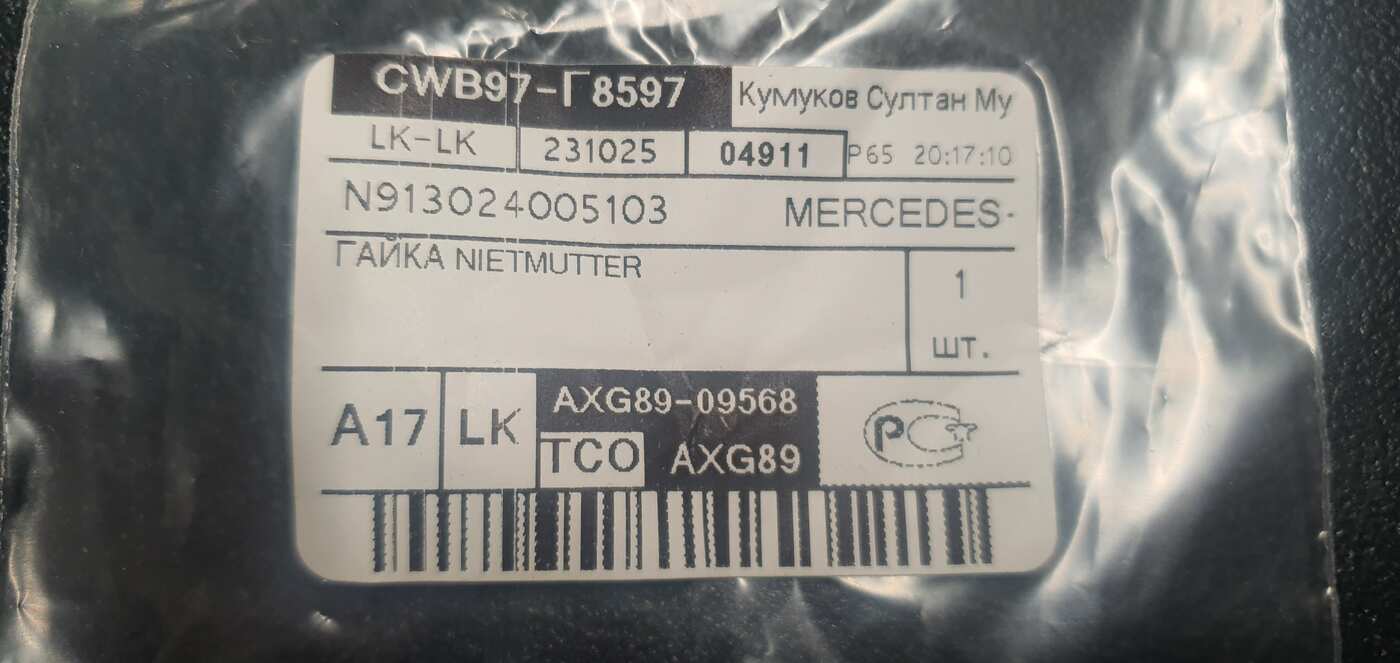 CWB97-Г8597 Кумуков Султан Му
LK-LK 231025 04911 P65 20:17:10
N913024005103 MERCEDES-
ГАЙКА NIETMUTTER
1
шт.
A17 LK AXG89-09568
TCO AXG89
РС